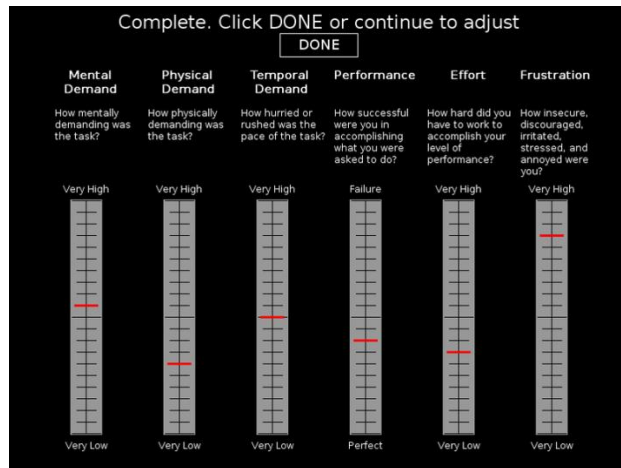 Complete. Click DONE or continue to adjust
DONE
Mental
Demand
How mentally
demanding was
the task?
Very High
Very Low
Physical
Demand
How physically
demanding was
the task?
Very High
Very Low
Temporal
Demand
How hurried or
rushed was the
pace of the task?
Very High
Very Low
Performance
How successful
were you in
accomplishing
what you were
asked to do?
Failure
Perfect
Effort
How hard did you
have to work to
accomplish your
level of
performance?
Very High
Very Low
Frustration
How insecure,
discouraged,
irritated,
stressed, and
annoyed were
you?
Very High
Very Low